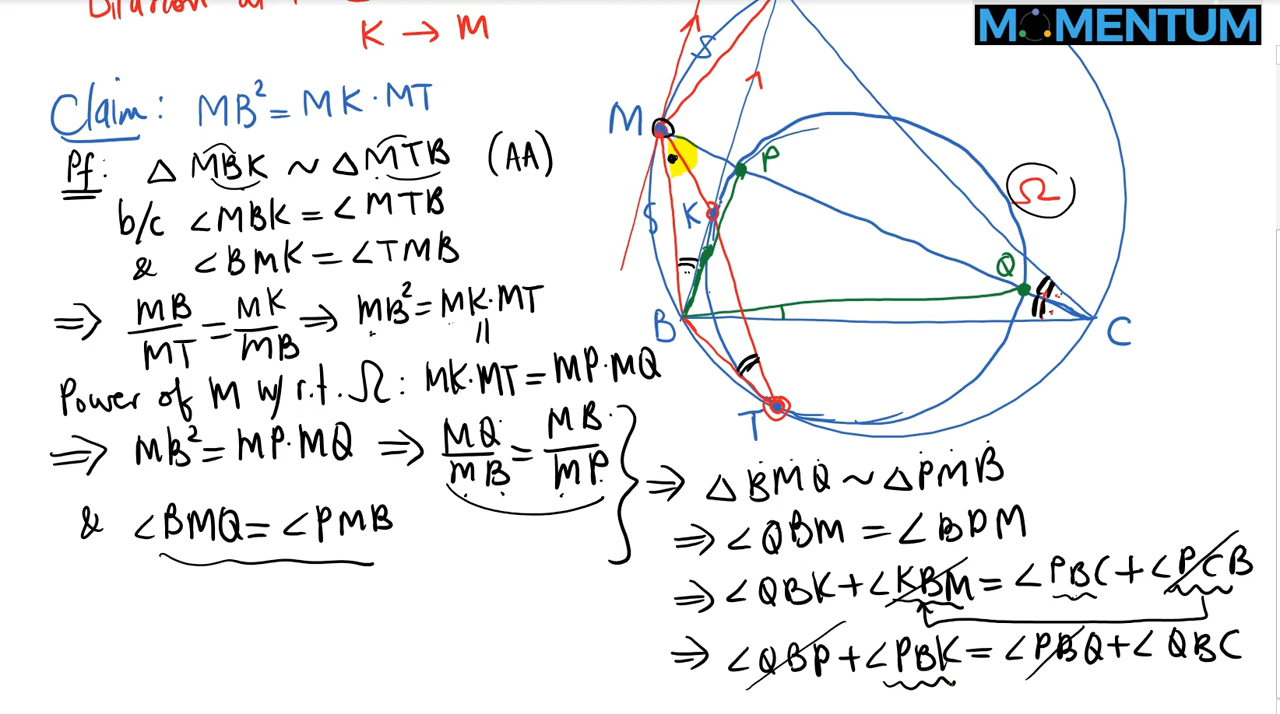 MOMENTUM
K → M
Claim: MB² = MK·MT
Pf: △MBK ~ △MTB (AA)
b/c ∠MBK = ∠MTB
& ∠BMK = ∠TMB
⇒ MB/MT = MK/MB ⇒ MB² = MK·MT
Power of M w/ r.t. Ω: MK·MT = MP·MQ
⇒ MB² = MP·MQ ⇒ MQ/MB = MB/MP
& ∠BMQ = ∠PMB
⇒ △BMQ ~ △PMB
⇒ ∠QBM = ∠BPM
⇒ ∠QBK + ∠KBM = ∠PBC + ∠PCB
⇒ ∠QBP + ∠PBK = ∠PBQ + ∠QBC
S
M
P
Ω
S
K
Q
B
C
T